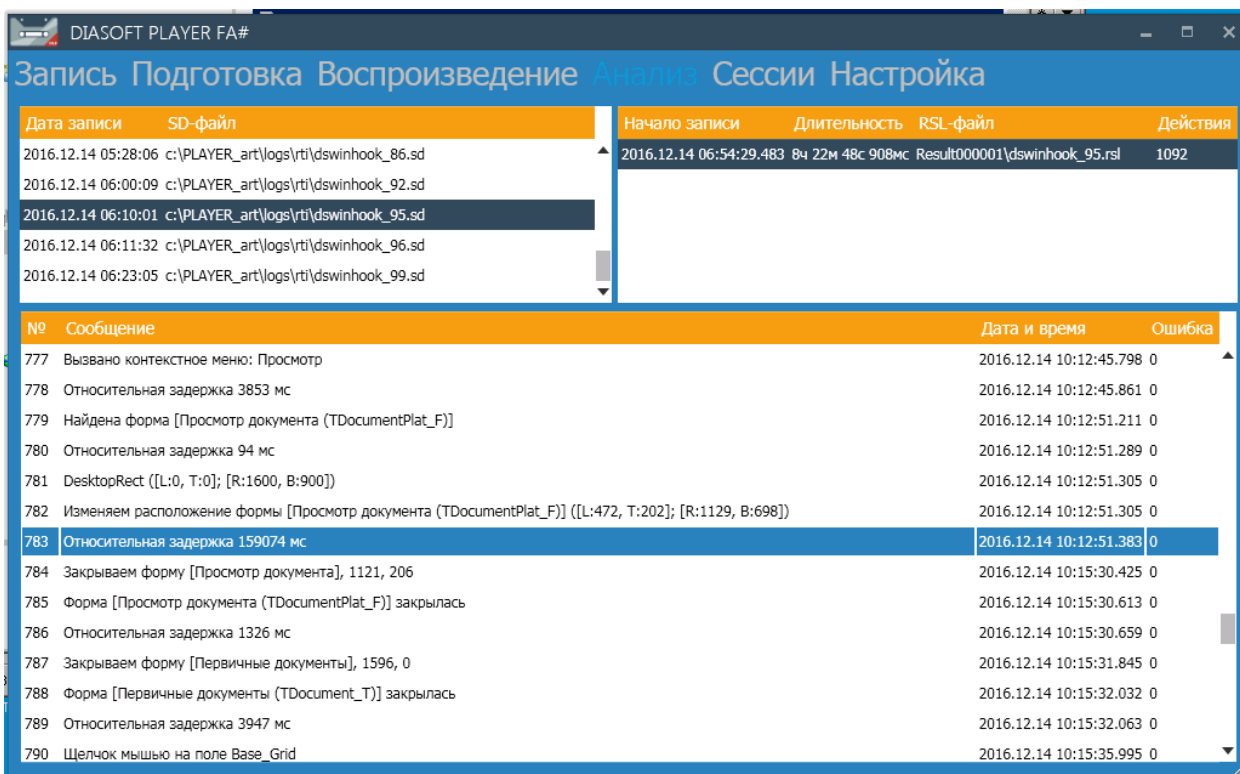 DIASOFT PLAYER FA#
Запись Подготовка Воспроизведение Анализ Сессии Настройка
Дата записи SD-файл
2016.12.14 05:28:06 c:\PLAYER_art\logs\rti\dswinhook_86.sd
2016.12.14 06:00:09 c:\PLAYER_art\logs\rti\dswinhook_92.sd
2016.12.14 06:10:01 c:\PLAYER_art\logs\rti\dswinhook_95.sd
2016.12.14 06:11:32 c:\PLAYER_art\logs\rti\dswinhook_96.sd
2016.12.14 06:23:05 c:\PLAYER_art\logs\rti\dswinhook_99.sd
Начало записи Длительность RSL-файл Действия
2016.12.14 06:54:29.483 8ч 22м 48с 908мс Result000001\dswinhook_95.rsl 1092
№ Сообщение Дата и время Ошибка
777 Вызвано контекстное меню: Просмотр 2016.12.14 10:12:45.798 0
778 Относительная задержка 3853 мс 2016.12.14 10:12:45.861 0
779 Найдена форма [Просмотр документа (TDocumentPlat_F)] 2016.12.14 10:12:51.211 0
780 Относительная задержка 94 мс 2016.12.14 10:12:51.289 0
781 DesktopRect ([L:0, T:0]; [R:1600, B:900]) 2016.12.14 10:12:51.305 0
782 Изменяем расположение формы [Просмотр документа (TDocumentPlat_F)] ([L:472, T:202]; [R:1129, B:698]) 2016.12.14 10:12:51.305 0
783 Относительная задержка 159074 мс 2016.12.14 10:12:51.383 0
784 Закрываем форму [Просмотр документа], 1121, 206 2016.12.14 10:15:30.425 0
785 Форма [Просмотр документа (TDocumentPlat_F)] закрылась 2016.12.14 10:15:30.613 0
786 Относительная задержка 1326 мс 2016.12.14 10:15:30.659 0
787 Закрываем форму [Первичные документы], 1596, 0 2016.12.14 10:15:31.845 0
788 Форма [Первичные документы (TDocument_T)] закрылась 2016.12.14 10:15:32.032 0
789 Относительная задержка 3947 мс 2016.12.14 10:15:32.063 0
790 Щелчок мышью на поле Base_Grid 2016.12.14 10:15:35.995 0